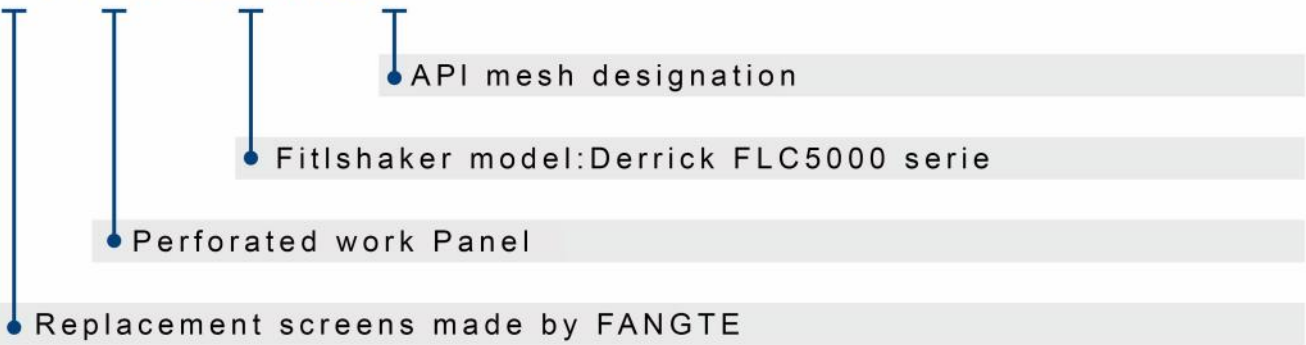 API mesh designation
Fitlshaker model:Derrick FLC5000 serie
Perforated work Panel
Replacement screens made by FANGTE